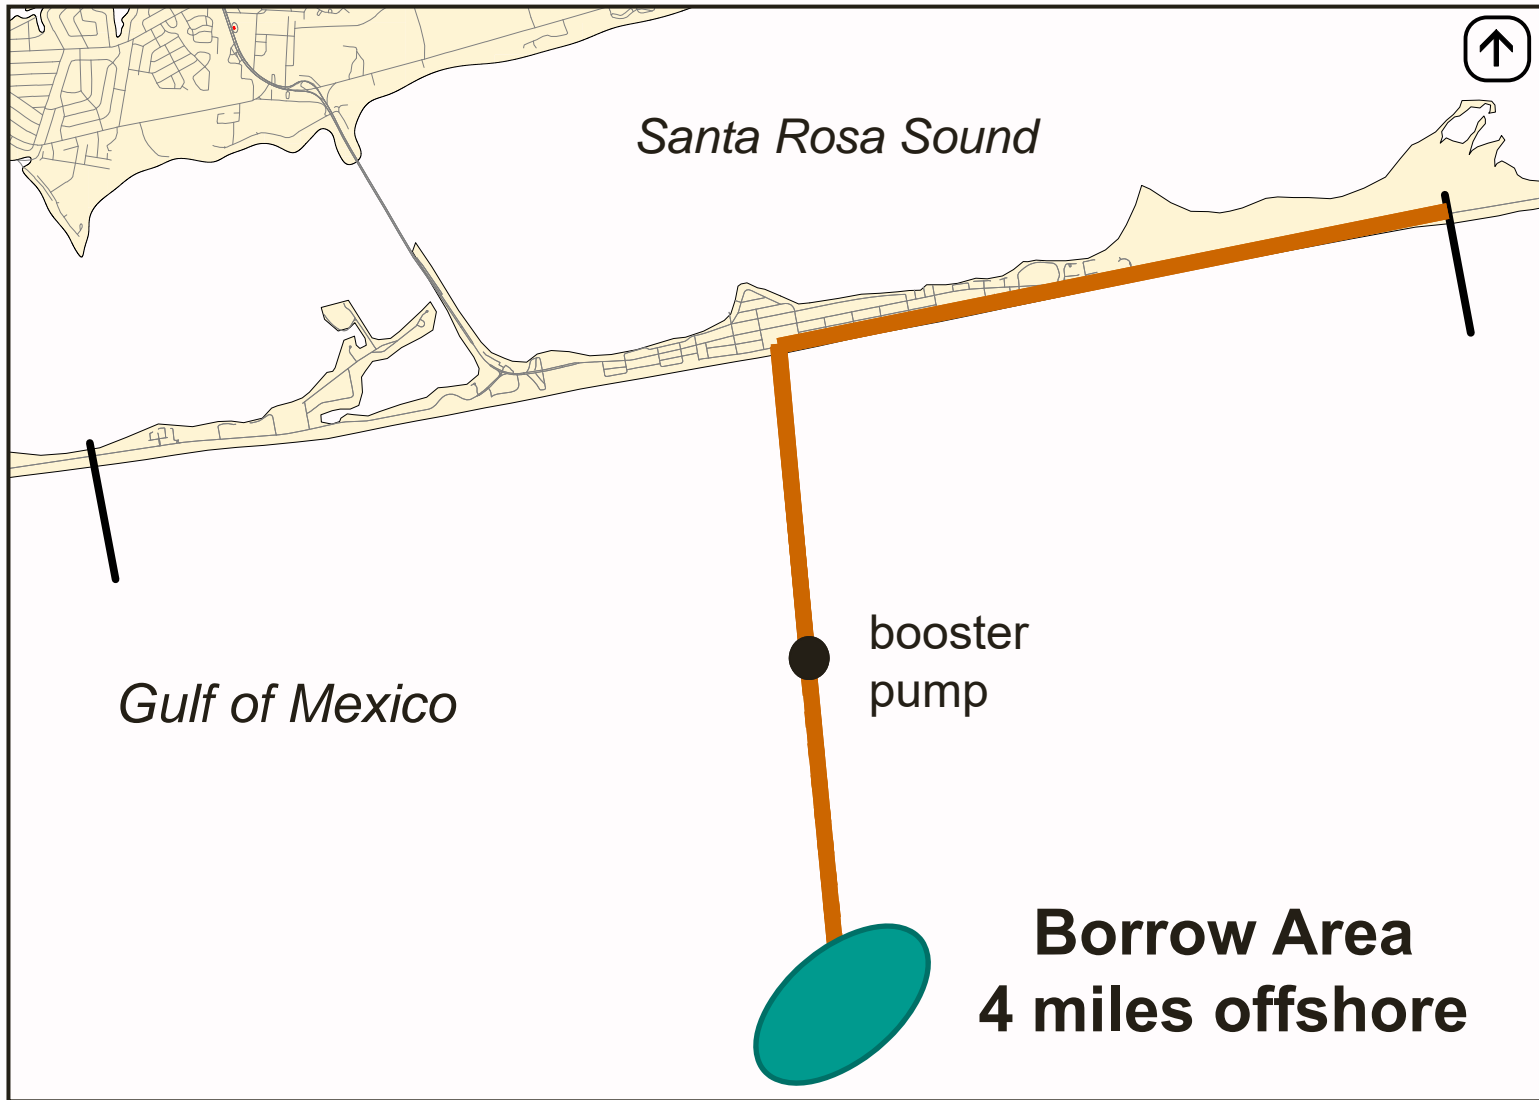 Santa Rosa Sound
booster
pump
Gulf of Mexico
Borrow Area
4 miles offshore